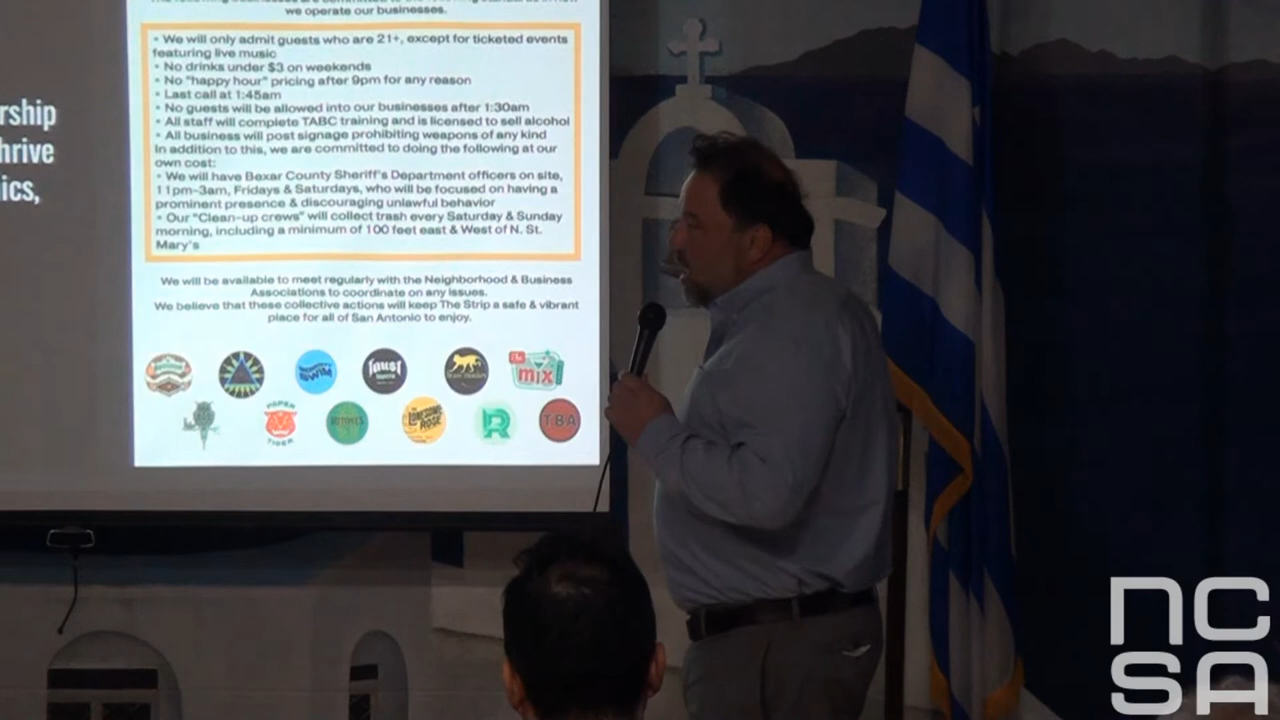 we operate our businesses.
• We will only admit guests who are 21+, except for ticketed events
featuring live music
• No drinks under $3 on weekends
• No "happy hour" pricing after 9pm for any reason
• Last call at 1:45am
• No guests will be allowed into our businesses after 1:30am
• All staff will complete TABC training and is licensed to sell alcohol
• All business will post signage prohibiting weapons of any kind
In addition to this, we are committed to doing the following at our
own cost:
• We will have Bexar County Sheriff's Department officers on site,
11pm-3am, Fridays & Saturdays, who will be focused on having a
prominent presence & discouraging unlawful behavior
• Our "Clean-up crews" will collect trash every Saturday & Sunday
morning, including a minimum of 100 feet east & West of N. St.
Mary's
We will be available to meet regularly with the Neighborhood & Business
Associations to coordinate on any issues.
We believe that these collective actions will keep The Strip a safe & vibrant
place for all of San Antonio to enjoy.
rship
hrive
ics,
faust
The
mix
PAPER
TIGER
LONESOME
ROSE
R
TBA
NC
SA